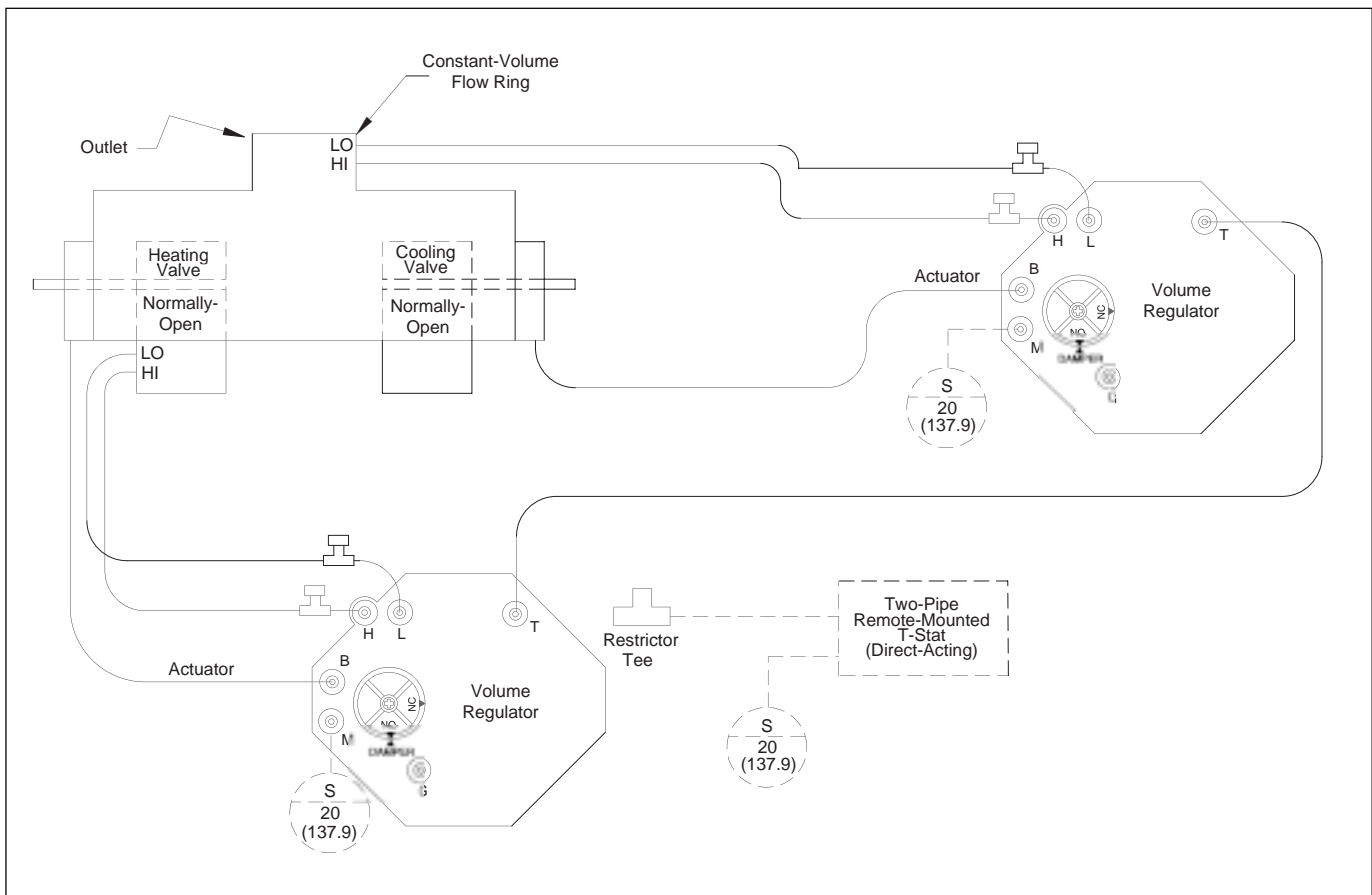 Constant-Volume
Flow Ring
Outlet
LO
HI
Heating
Valve
Normally-
Open
Cooling
Valve
Normally-
Open
LO
HI
H
L
T
Actuator
B
M
NC
NO
DAMPER
Volume
Regulator
G
S
20
(137.9)
H
L
T
Actuator
B
M
NC
NO
DAMPER
Volume
Regulator
G
S
20
(137.9)
Restrictor
Tee
Two-Pipe
Remote-Mounted
T-Stat
(Direct-Acting)
S
20
(137.9)